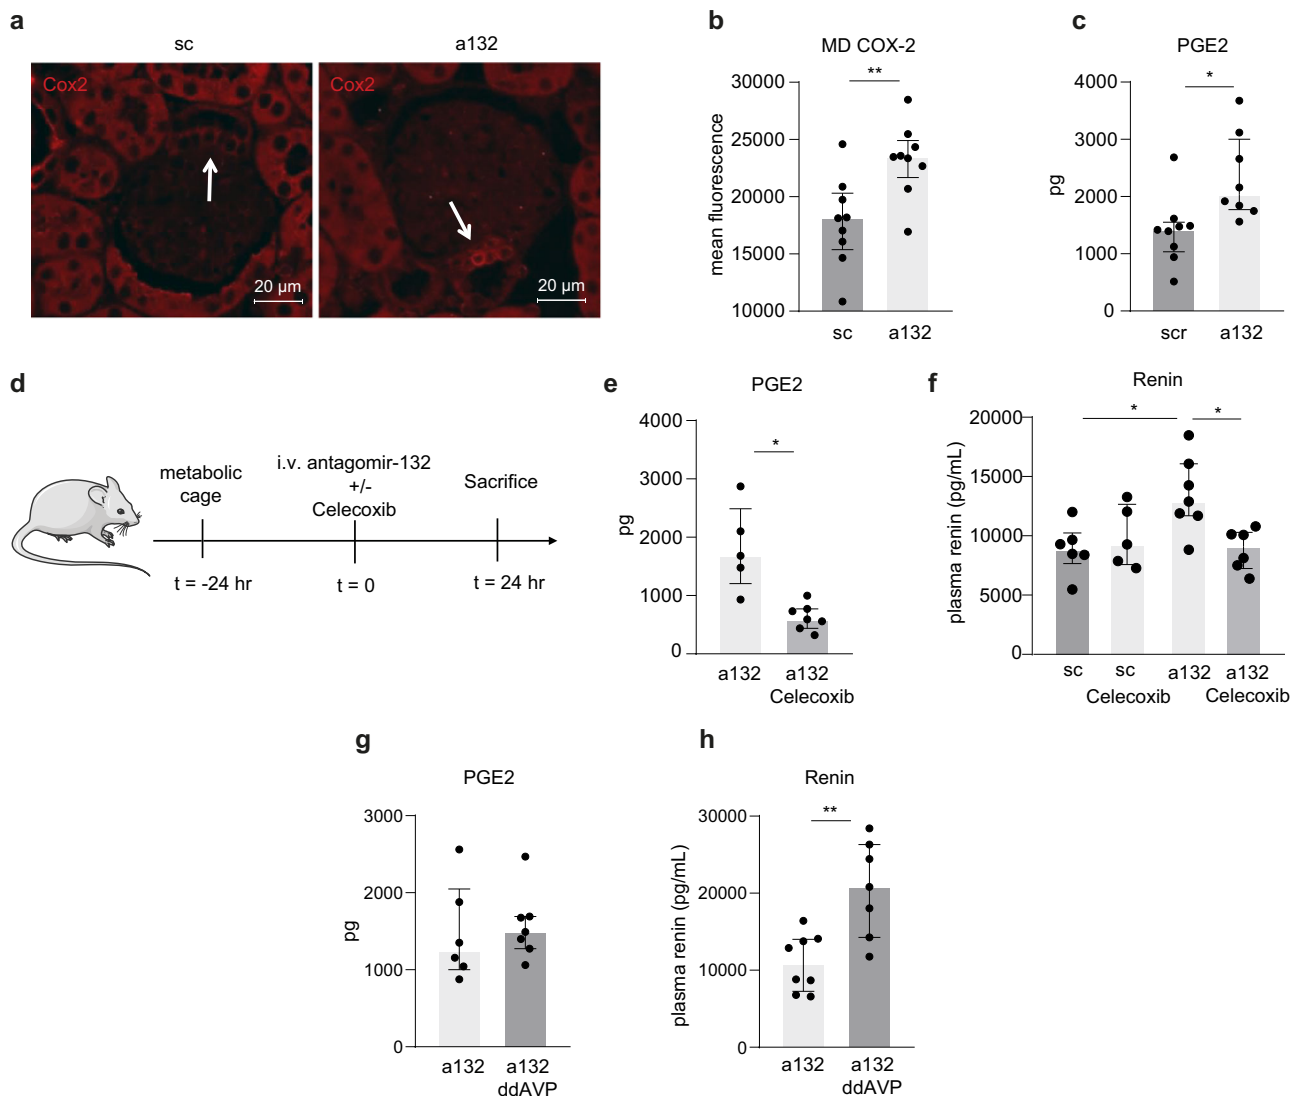 a
sc
a132
Cox2
Cox2
20 µm
20 µm
b
MD COX-2
**
mean fluorescence
30000
25000
20000
15000
10000
sc
a132
c
PGE2
*
pg
4000
3000
2000
1000
0
scr
a132
d
metabolic
cage
i.v. antagomir-132
+/-
Celecoxib
Sacrifice
t = -24 hr
t = 0
t = 24 hr
e
PGE2
*
pg
4000
3000
2000
1000
0
a132
a132
Celecoxib
f
Renin
*
*
plasma renin (pg/mL)
20000
15000
10000
5000
0
sc
sc
Celecoxib
a132
a132
Celecoxib
g
PGE2
pg
3000
2000
1000
0
a132
a132
ddAVP
h
Renin
**
plasma renin (pg/mL)
30000
20000
10000
0
a132
a132
ddAVP